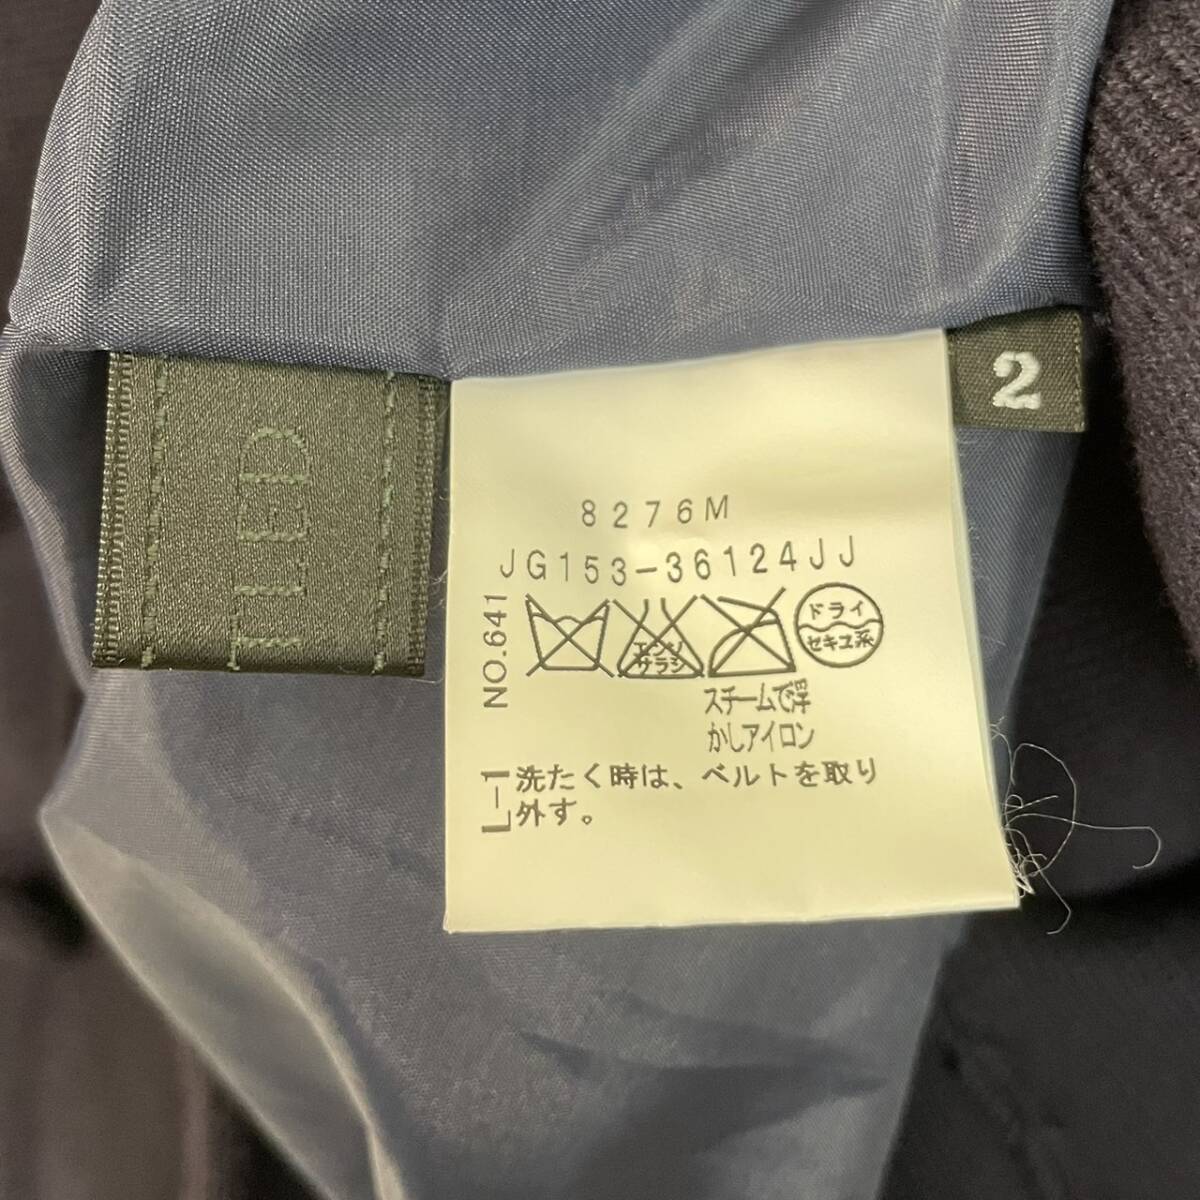 TLED
2
8276M
JG153-36124JJ
NO.641
エンソ
サラシ
ドライ
セキユ系
スチームで浮
かしアイロン
L-1
洗たく時は、ベルトを取り
外す。